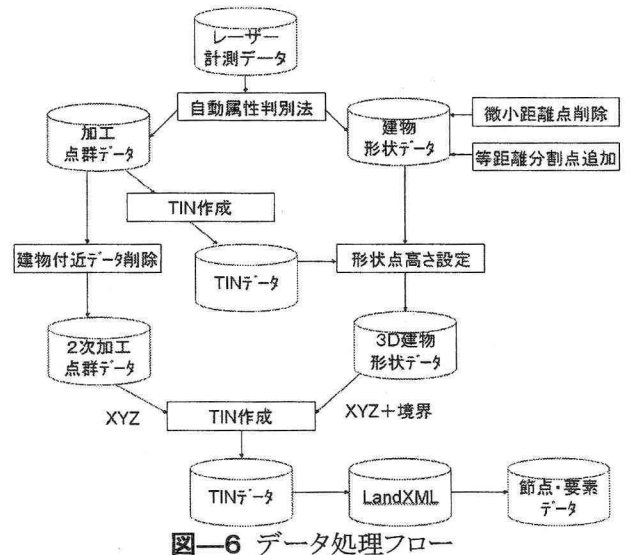 レーザー
計測データ
自動属性判別法
加工
点群データ
建物
形状データ
微小距離点削除
等距離分割点追加
TIN作成
建物付近データ削除
TINデータ
形状点高さ設定
2次加工
点群データ
3D建物
形状データ
XYZ
TIN作成
XYZ+境界
TINデータ
LandXML
節点・要素
データ
図―6 データ処理フロー